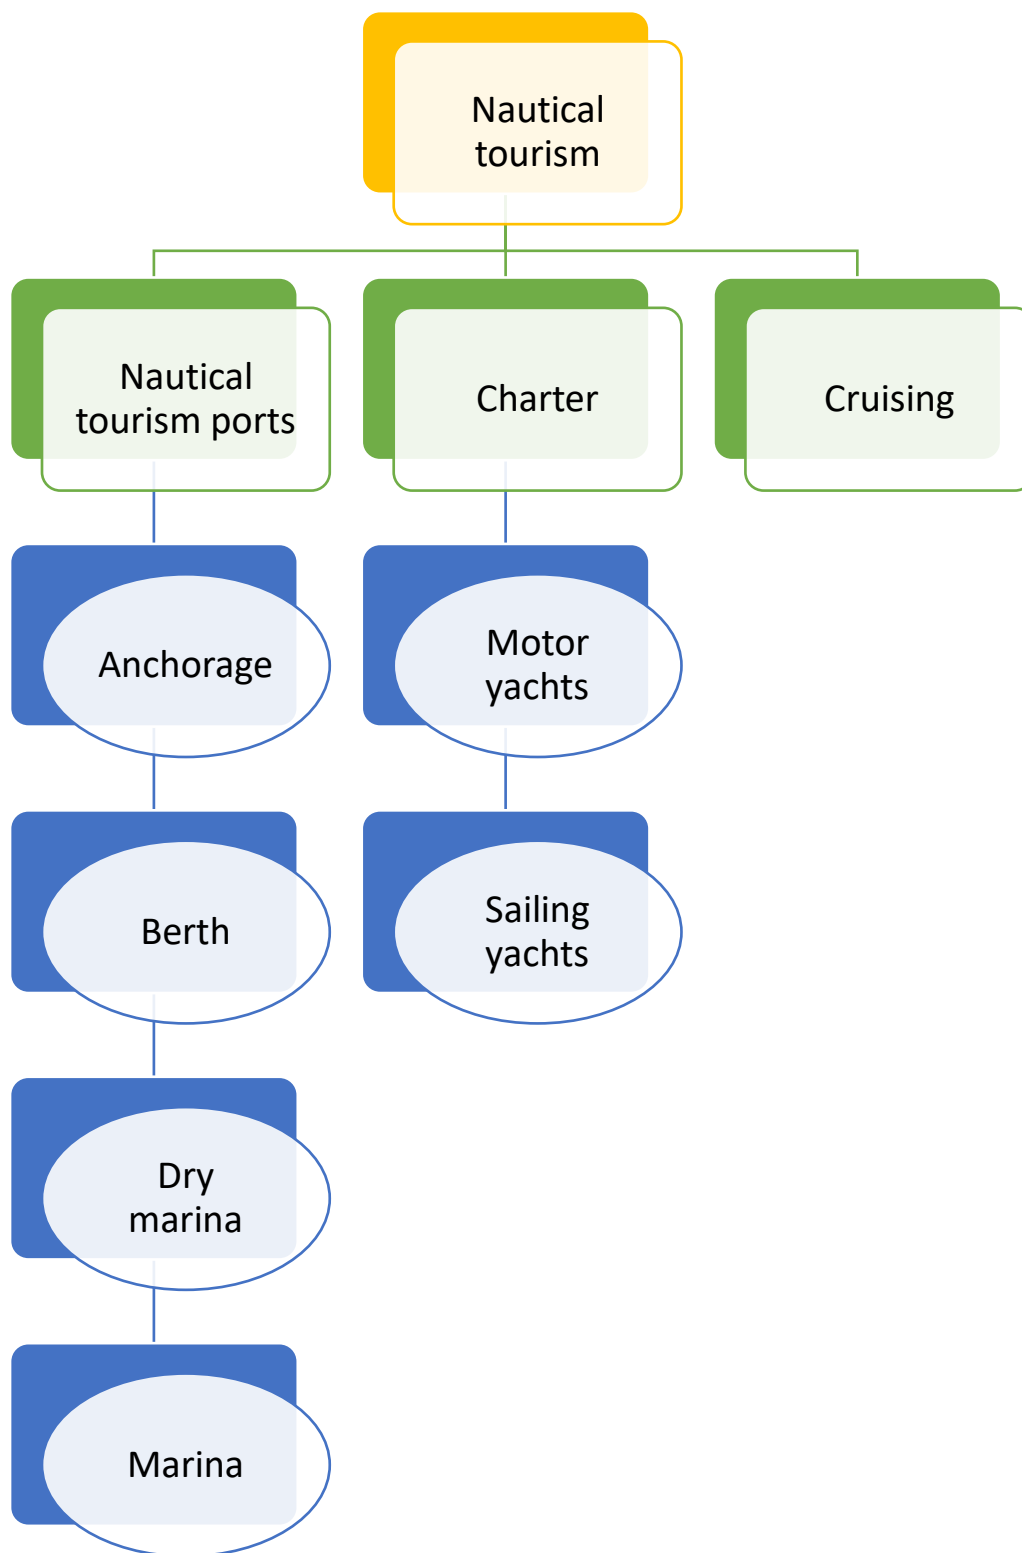 Nautical
tourism
Nautical
tourism ports
Charter
Cruising
Anchorage
Motor
yachts
Berth
Sailing
yachts
Dry
marina
Marina